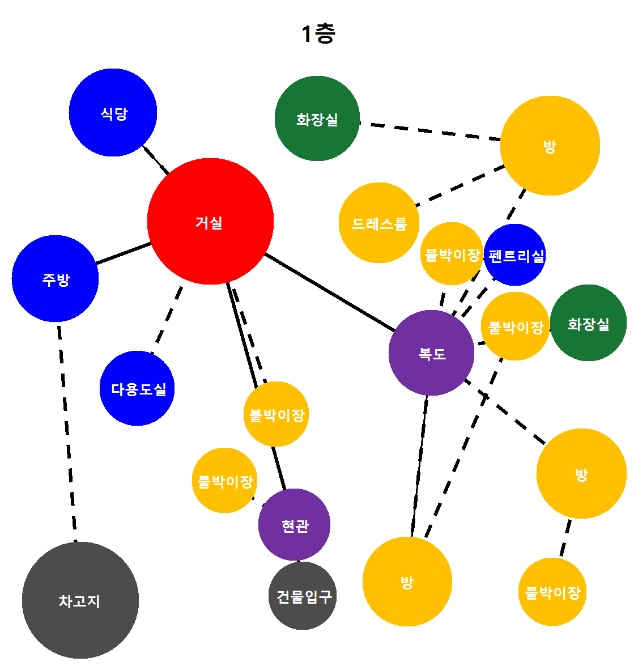 1층
식당
화장실
방
거실
드레스룸
붙박이장
펜트리실
주방
붙박이장
화장실
복도
다용도실
붙박이장
붙박이장
방
현관
방
건물입구
붙박이장
차고지